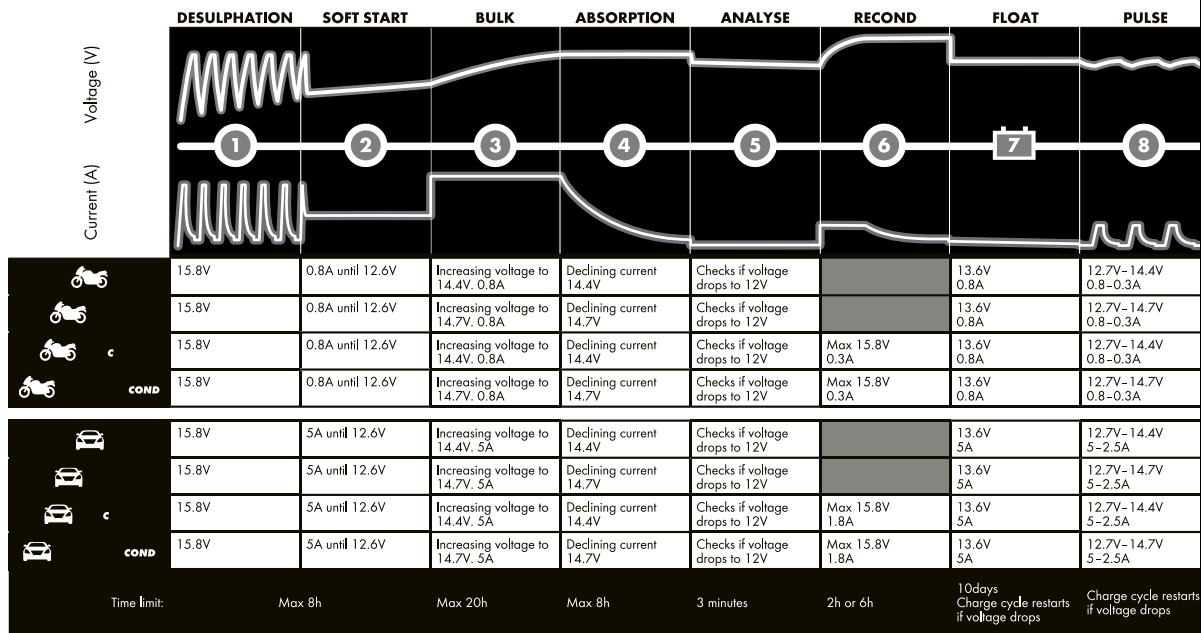 DESULPHATION SOFT START BULK ABSORPTION ANALYSE RECOND FLOAT PULSE
Voltage (V)
1 2 3 4 5 6 7 8
Current (A)
15.8V 0.8A until 12.6V Increasing voltage to 14.4V. 0.8A Declining current 14.4V Checks if voltage drops to 12V 13.6V 0.8A 12.7V–14.4V 0.8–0.3A
15.8V 0.8A until 12.6V Increasing voltage to 14.7V. 0.8A Declining current 14.7V Checks if voltage drops to 12V 13.6V 0.8A 12.7V–14.7V 0.8–0.3A
C 15.8V 0.8A until 12.6V Increasing voltage to 14.4V. 0.8A Declining current 14.4V Checks if voltage drops to 12V Max 15.8V 0.3A 13.6V 0.8A 12.7V–14.4V 0.8–0.3A
COND 15.8V 0.8A until 12.6V Increasing voltage to 14.7V. 0.8A Declining current 14.7V Checks if voltage drops to 12V Max 15.8V 0.3A 13.6V 0.8A 12.7V–14.7V 0.8–0.3A
15.8V 5A until 12.6V Increasing voltage to 14.4V. 5A Declining current 14.4V Checks if voltage drops to 12V 13.6V 5A 12.7V–14.4V 5–2.5A
15.8V 5A until 12.6V Increasing voltage to 14.7V. 5A Declining current 14.7V Checks if voltage drops to 12V 13.6V 5A 12.7V–14.7V 5–2.5A
C 15.8V 5A until 12.6V Increasing voltage to 14.4V. 5A Declining current 14.4V Checks if voltage drops to 12V Max 15.8V 1.8A 13.6V 5A 12.7V–14.4V 5–2.5A
COND 15.8V 5A until 12.6V Increasing voltage to 14.7V. 5A Declining current 14.7V Checks if voltage drops to 12V Max 15.8V 1.8A 13.6V 5A 12.7V–14.7V 5–2.5A
Time limit: Max 8h Max 20h Max 8h 3 minutes 2h or 6h 10days Charge cycle restarts if voltage drops Charge cycle restarts if voltage drops